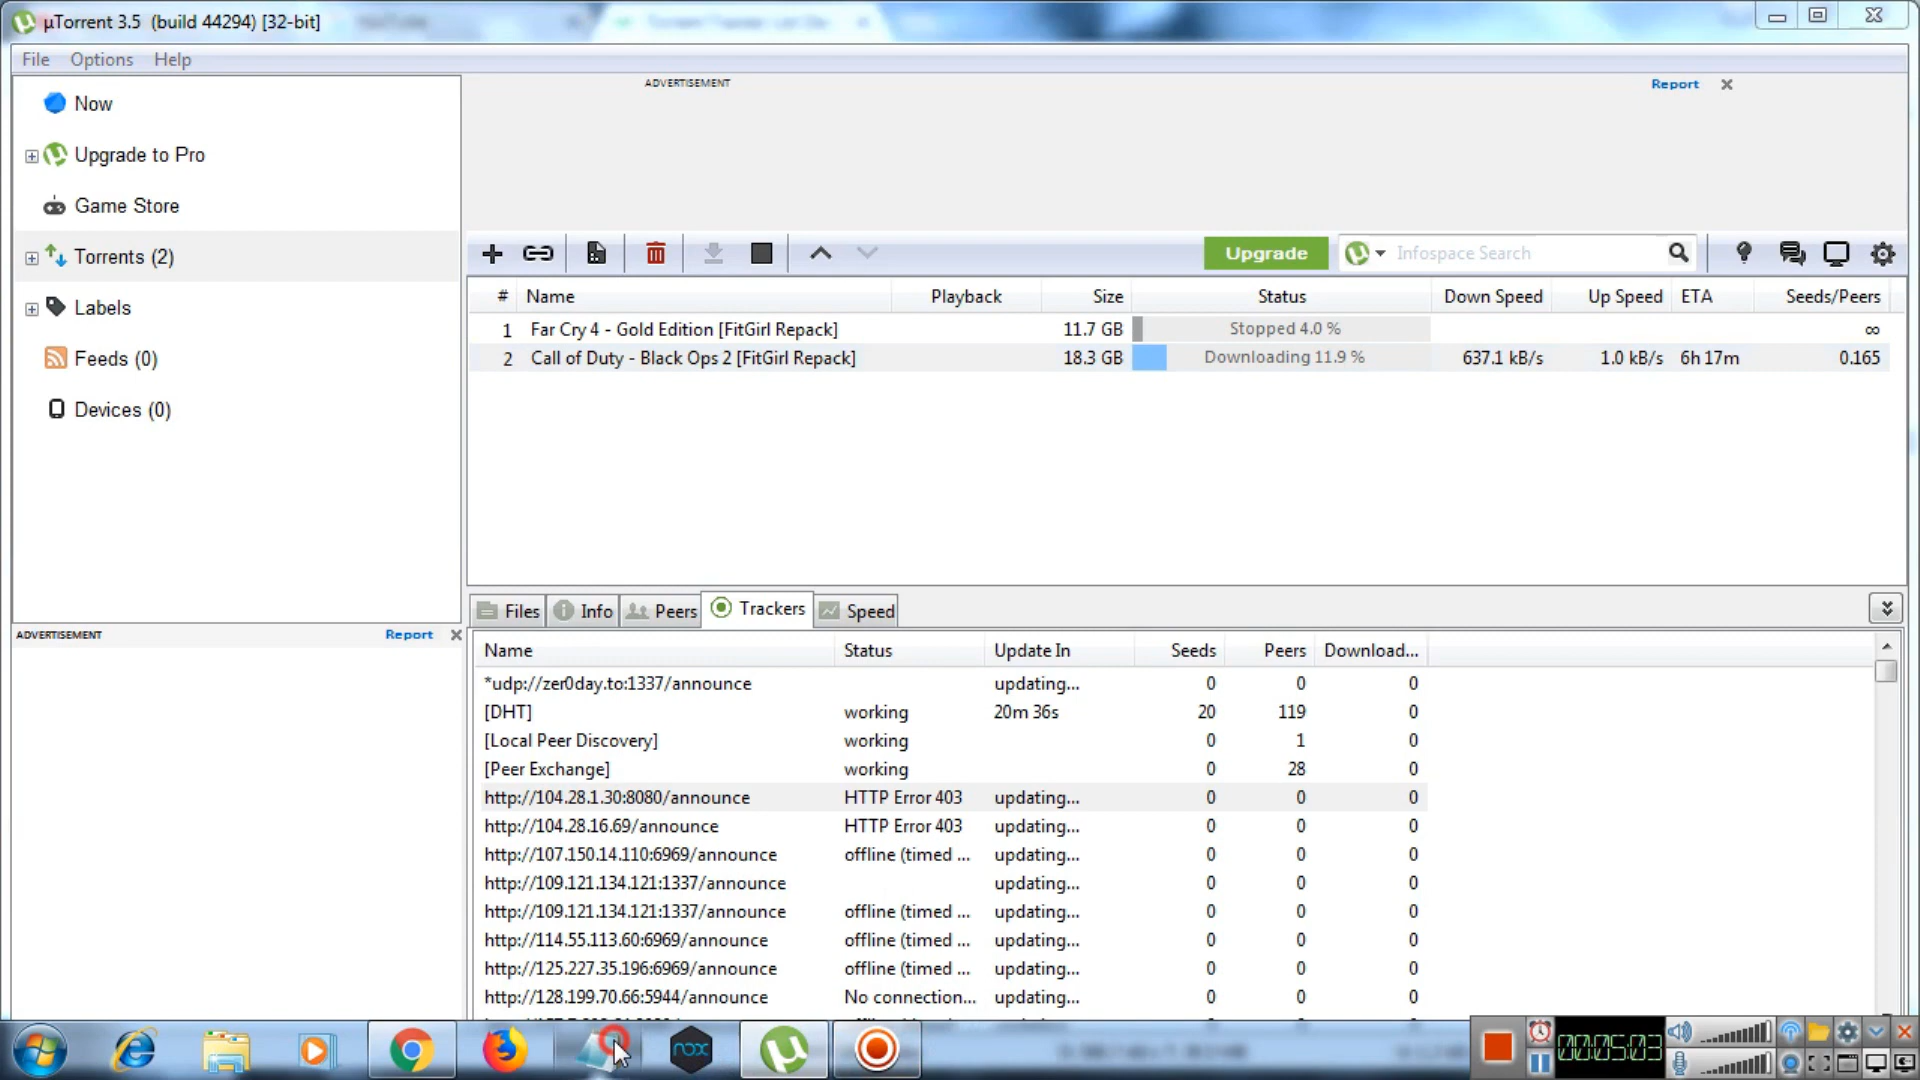 µTorrent 3.5 (build 44294) [32-bit]
File Options Help
Now
Upgrade to Pro
Game Store
Torrents (2)
Labels
Feeds (0)
Devices (0)
ADVERTISEMENT Report
ADVERTISEMENT Report
Upgrade Infospace Search
# Name Playback Size Status Down Speed Up Speed ETA Seeds/Peers
1 Far Cry 4 - Gold Edition [FitGirl Repack] 11.7 GB Stopped 4.0 % ∞
2 Call of Duty - Black Ops 2 [FitGirl Repack] 18.3 GB Downloading 11.9 % 637.1 kB/s 1.0 kB/s 6h 17m 0.165
Files Info Peers Trackers Speed
Name Status Update In Seeds Peers Download...
*udp://zer0day.to:1337/announce updating... 0 0 0
[DHT] working 20m 36s 20 119 0
[Local Peer Discovery] working 0 1 0
[Peer Exchange] working 0 28 0
http://104.28.1.30:8080/announce HTTP Error 403 updating... 0 0 0
http://104.28.16.69/announce HTTP Error 403 updating... 0 0 0
http://107.150.14.110:6969/announce offline (timed ... updating... 0 0 0
http://109.121.134.121:1337/announce updating... 0 0 0
http://109.121.134.121:1337/announce offline (timed ... updating... 0 0 0
http://114.55.113.60:6969/announce offline (timed ... updating... 0 0 0
http://125.227.35.196:6969/announce offline (timed ... updating... 0 0 0
http://128.199.70.66:5944/announce No connection... updating... 0 0 0
nox
00:05:03